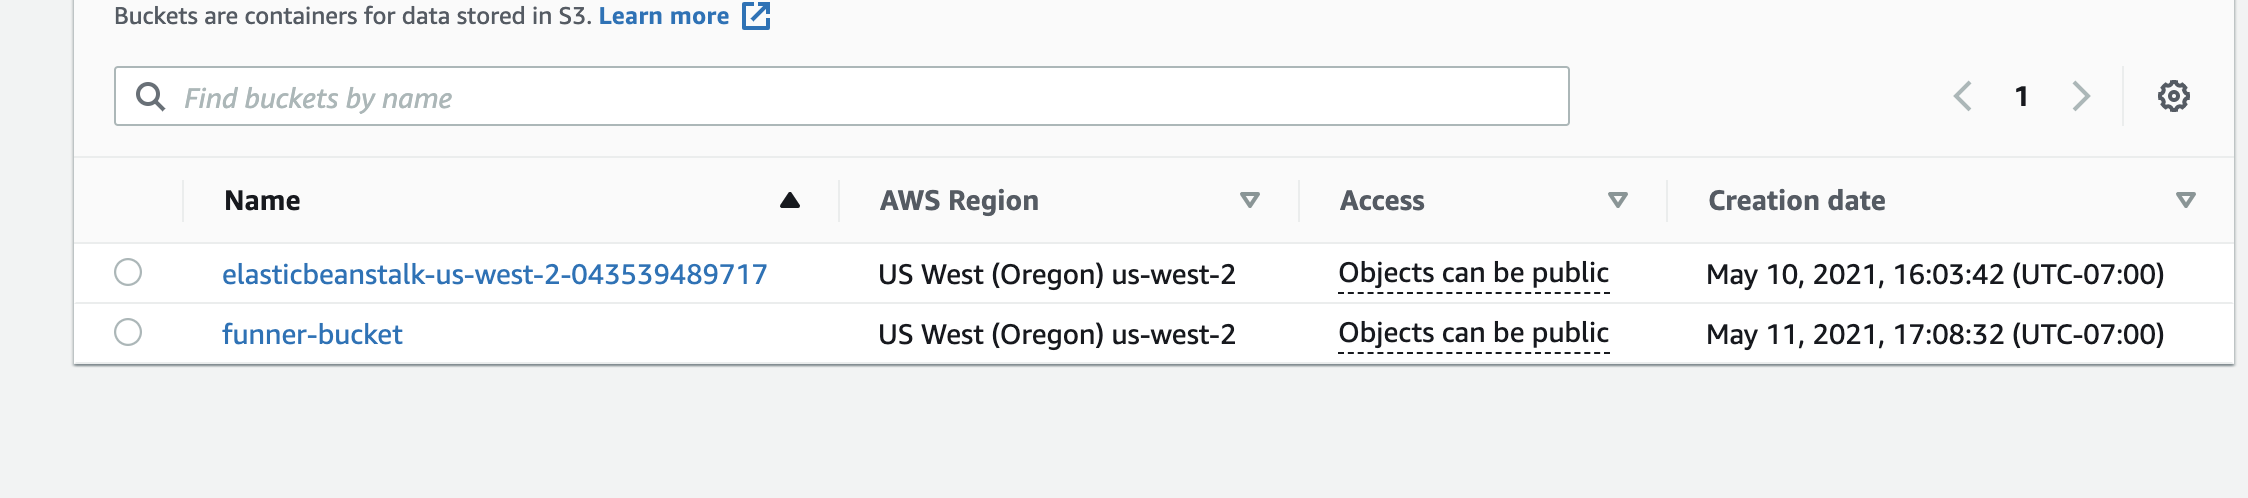 Buckets are containers for data stored in S3. Learn more
Find buckets by name
1
Name AWS Region Access Creation date
elasticbeanstalk-us-west-2-043539489717 US West (Oregon) us-west-2 Objects can be public May 10, 2021, 16:03:42 (UTC-07:00)
funner-bucket US West (Oregon) us-west-2 Objects can be public May 11, 2021, 17:08:32 (UTC-07:00)